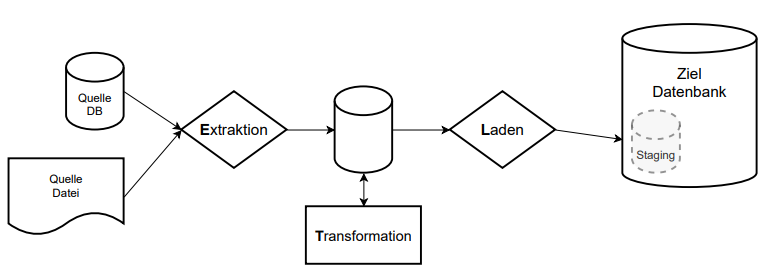 Quelle
DB
Quelle
Datei
Extraktion
Transformation
Laden
Ziel
Datenbank
Staging